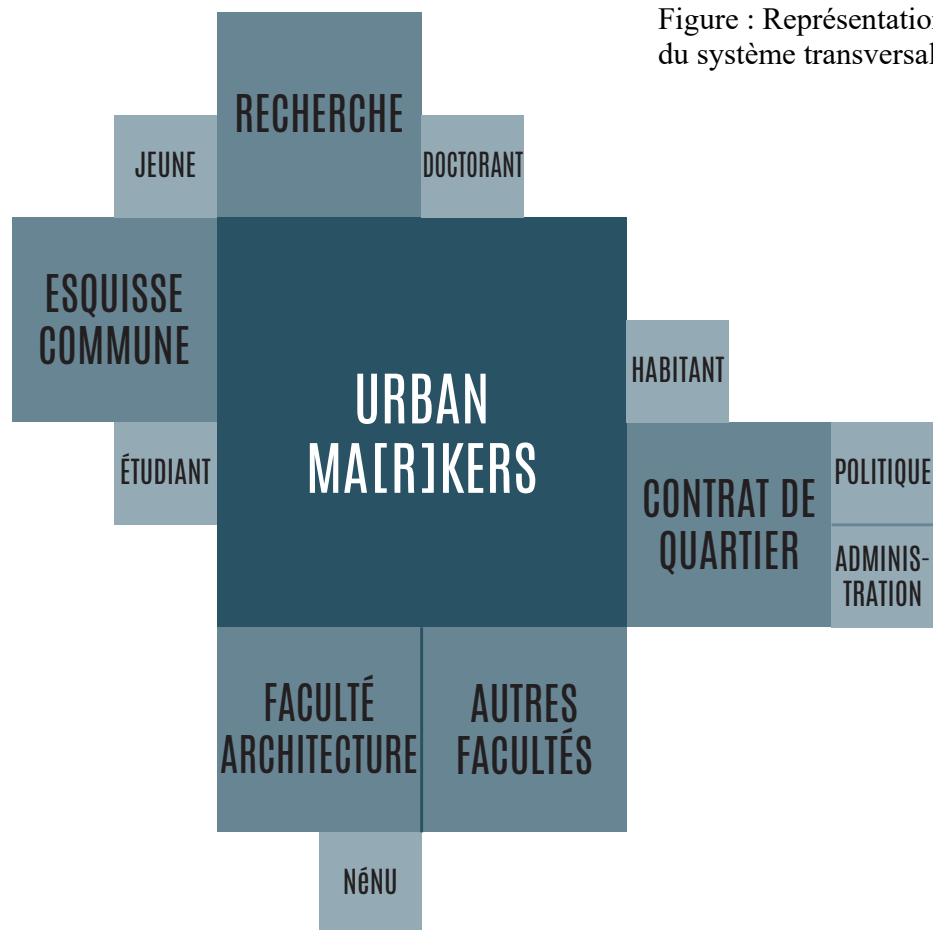 Figure : Représentation
du système transversal
RECHERCHE
JEUNE
DOCTORANT
ESQUISSE
COMMUNE
HABITANT
URBAN
MA[R]KERS
ÉTUDIANT
POLITIQUE
CONTRAT DE
QUARTIER
ADMINIS-
TRATION
FACULTÉ
ARCHITECTURE
AUTRES
FACULTÉS
NéNU